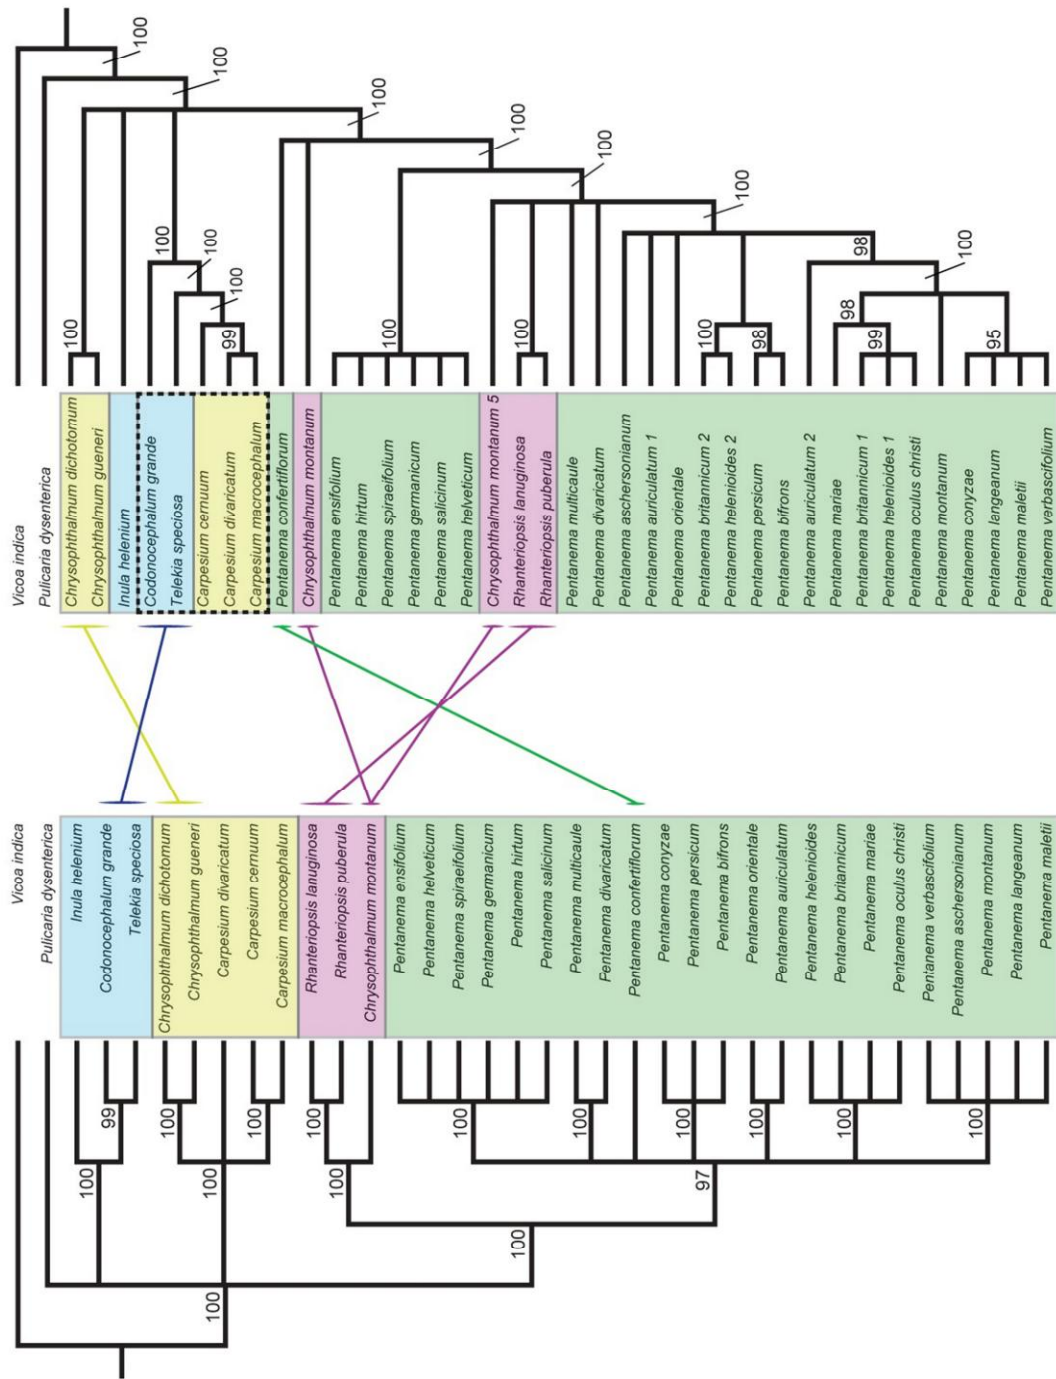 Vicoa indica
Pulicaria dysenterica
Chrysophthalmum dichotomum
Chrysophthalmum gueneri
Inula helenium
Codonocephalum grande
Telekia speciosa
Carpesium cernuum
Carpesium divaricatum
Carpesium macrocephalum
Pentanema confertiflorum
Chrysophthalmum montanum
Pentanema ensifolium
Pentanema hirtum
Pentanema spiraeifolium
Pentanema germanicum
Pentanema salicinum
Pentanema helveticum
Chrysophthalmum montanum 5
Rhanteriopsis lanuginosa
Rhanteriopsis puberula
Pentanema multicaule
Pentanema divaricatum
Pentanema aschersonianum
Pentanema auriculatum 1
Pentanema orientale
Pentanema britannicum 2
Pentanema helenioides 2
Pentanema persicum
Pentanema bifrons
Pentanema auriculatum 2
Pentanema mariae
Pentanema britannicum 1
Pentanema helenioides 1
Pentanema oculus christi
Pentanema montanum
Pentanema conyzae
Pentanema langeanum
Pentanema maletii
Pentanema verbascifolium
100
100
100
100
100
100
100
100
100
100
100
99
100
100
100
98
98
100
98
99
95
Vicoa indica
Pulicaria dysenterica
Inula helenium
Codonocephalum grande
Telekia speciosa
Chrysophthalmum dichotomum
Chrysophthalmum gueneri
Carpesium divaricatum
Carpesium cernuum
Carpesium macrocephalum
Rhanteriopsis lanuginosa
Rhanteriopsis puberula
Chrysophthalmum montanum
Pentanema ensifolium
Pentanema helveticum
Pentanema spiraeifolium
Pentanema germanicum
Pentanema hirtum
Pentanema salicinum
Pentanema multicaule
Pentanema divaricatum
Pentanema confertiflorum
Pentanema conyzae
Pentanema persicum
Pentanema bifrons
Pentanema orientale
Pentanema auriculatum
Pentanema helenioides
Pentanema britannicum
Pentanema mariae
Pentanema oculus christi
Pentanema verbascifolium
Pentanema aschersonianum
Pentanema montanum
Pentanema langeanum
Pentanema maletii
99
100
100
100
100
100
100
100
100
100
100
100
100
97
100
100